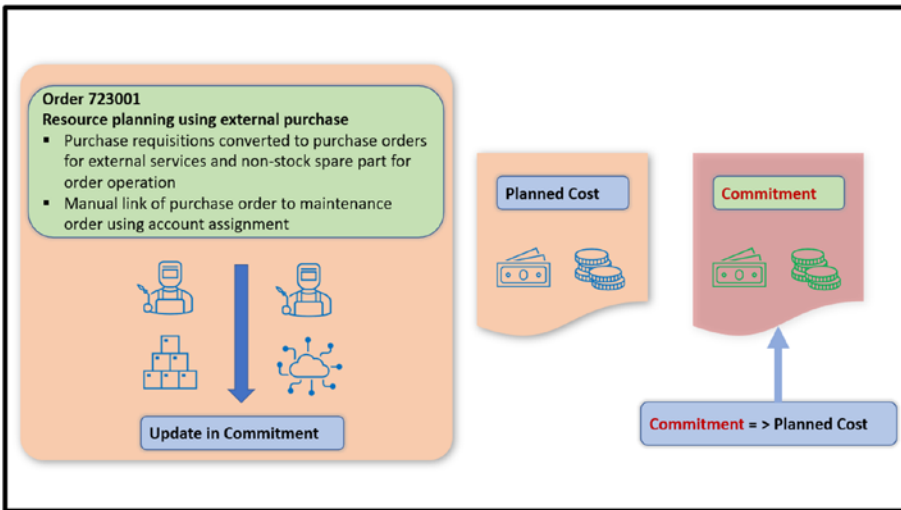 Order 723001
Resource planning using external purchase
▪ Purchase requisitions converted to purchase orders
for external services and non-stock spare part for
order operation
▪ Manual link of purchase order to maintenance
order using account assignment
Update in Commitment
Planned Cost
Commitment
Commitment = > Planned Cost